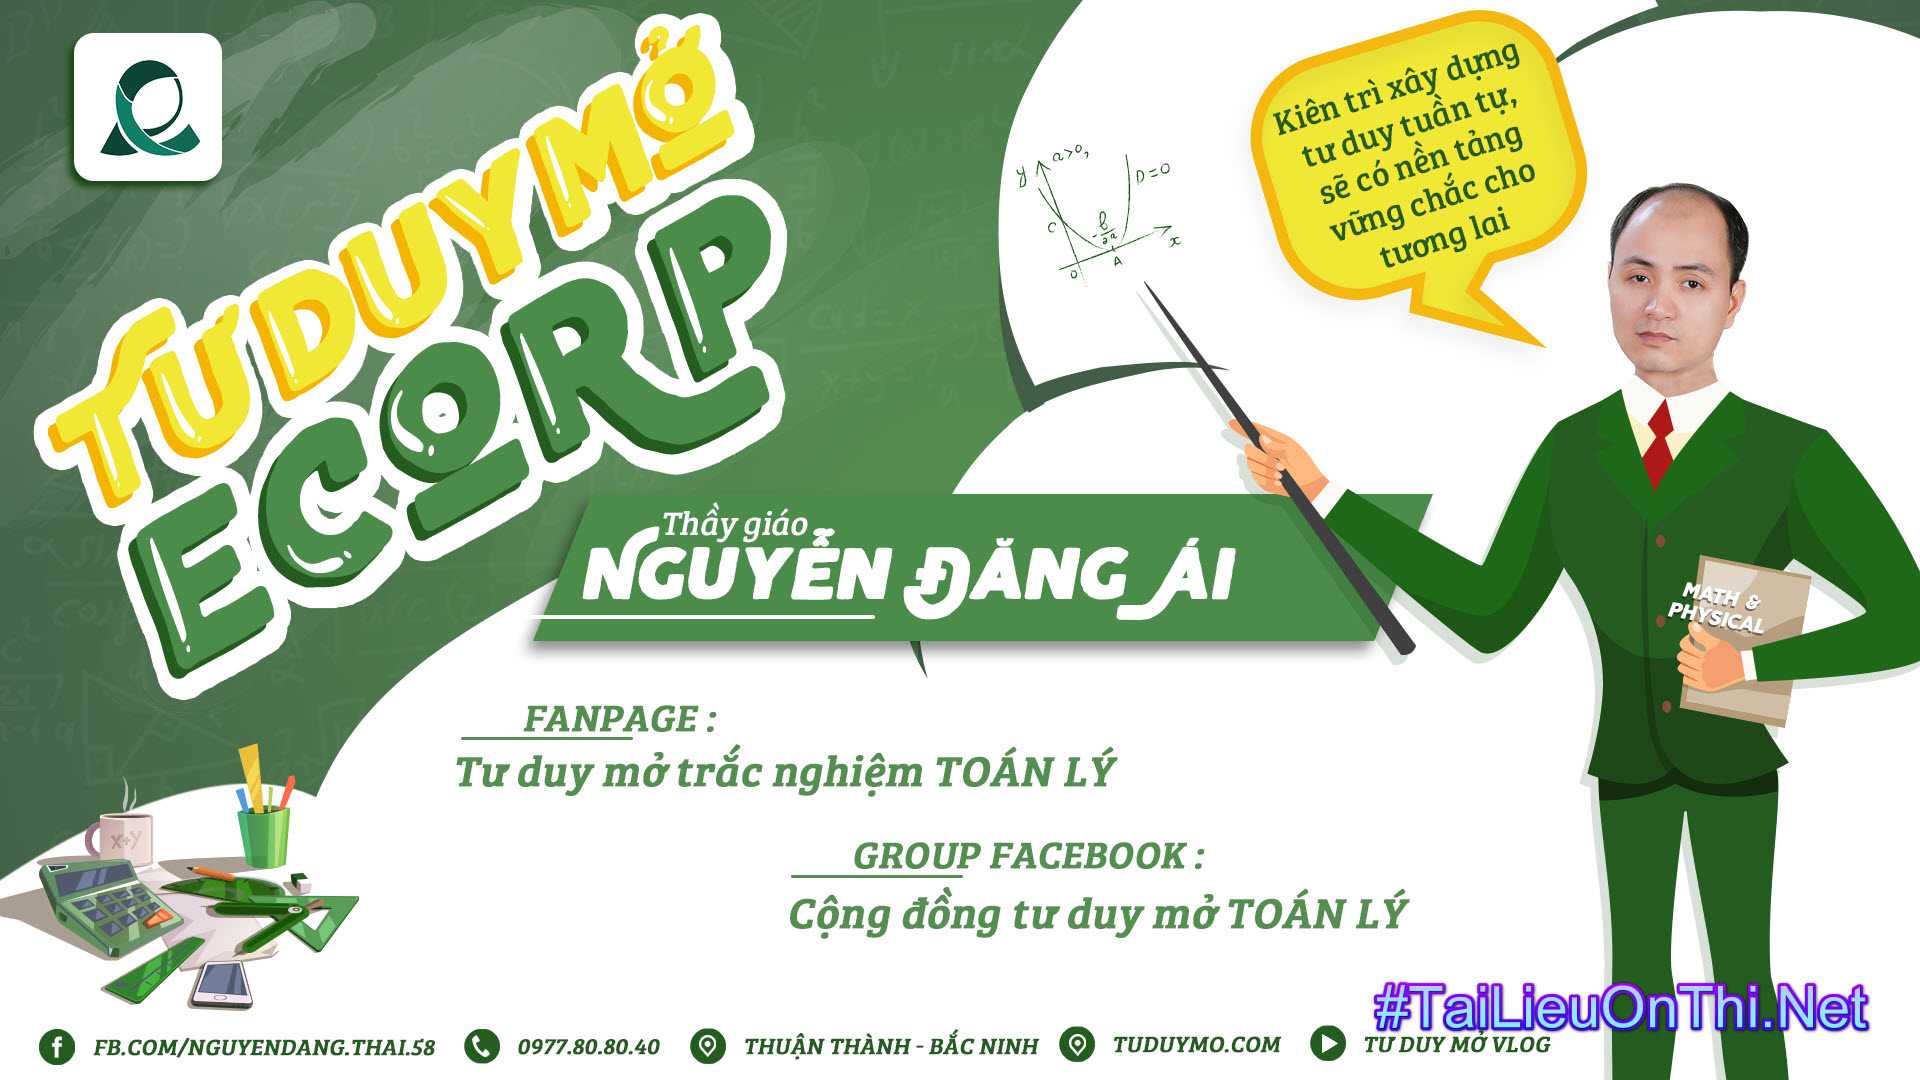 TƯ DUY MỞ
ECORP
Kiên trì xây dựng
tư duy tuần tự,
sẽ có nền tảng
vững chắc cho
tương lai
y
a>0,
D=0
C
x
O
A
Thầy giáo
NGUYỄN ĐĂNG ÁI
MATH &
PHYSICAL
FANPAGE :
Tư duy mở trắc nghiệm TOÁN LÝ
GROUP FACEBOOK :
Cộng đồng tư duy mở TOÁN LÝ
X+Y
#TaiLieuOnThi.Net
FB.COM/NGUYENDANG.THAI.58
0977.80.80.40
THUẬN THÀNH - BẮC NINH
TUDUYMO.COM
TƯ DUY MỞ VLOG